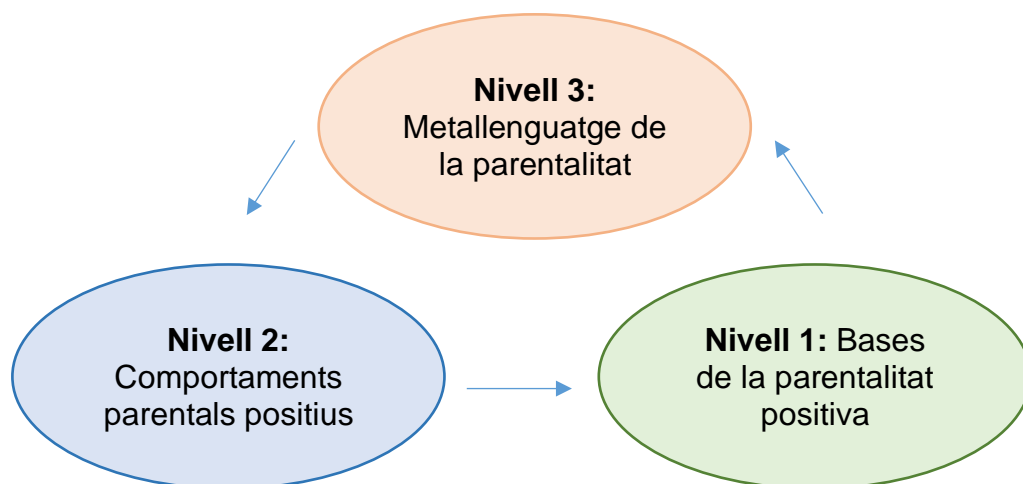 Nivell 3:
Metallenguatge de
la parentalitat
Nivell 2:
Comportaments
parentals positius
Nivell 1: Bases
de la parentalitat
positiva